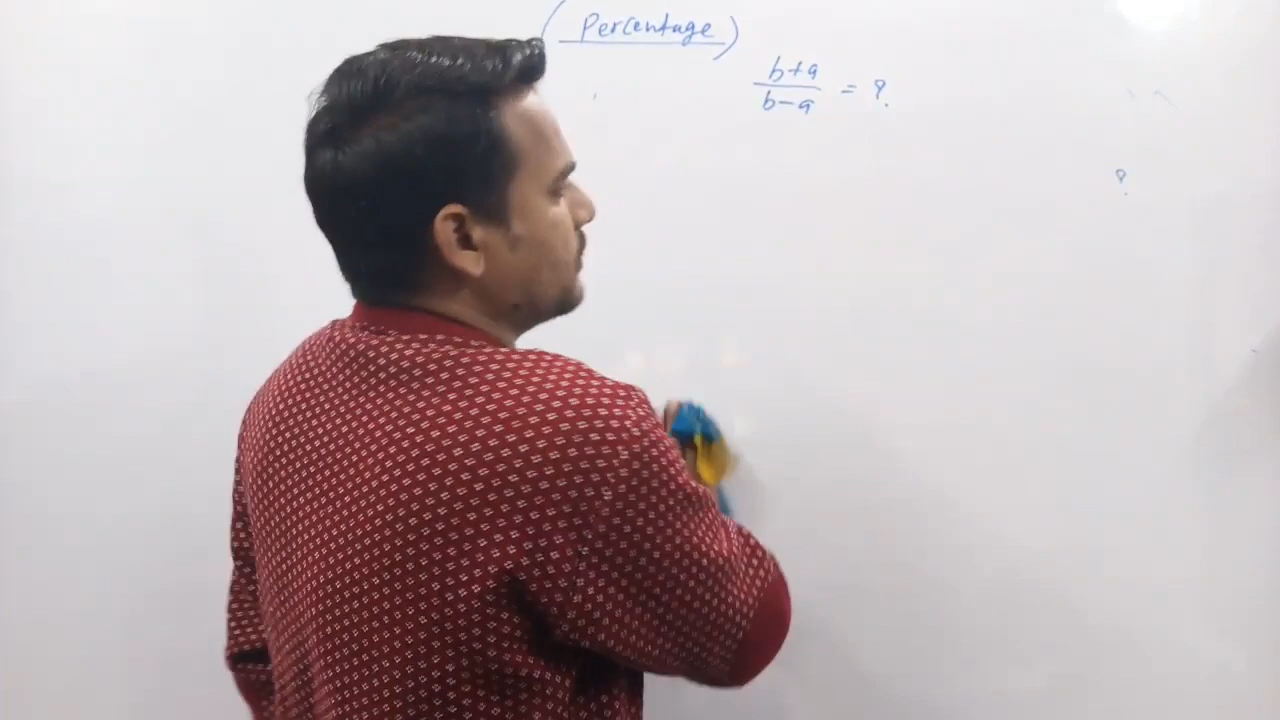 (Percentage)
b+a
b-a = ?
?